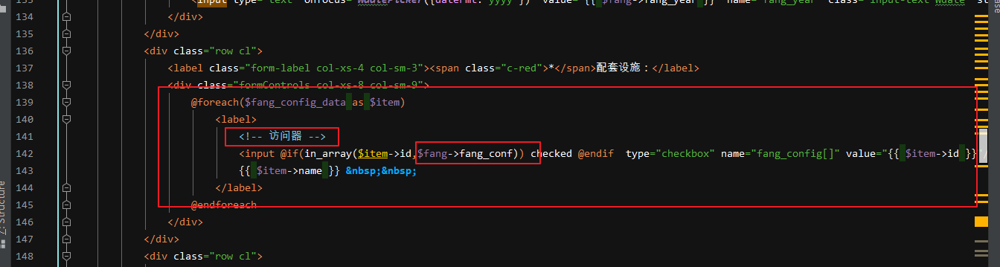 133 <input type="text" onfocus="WdatePicker({dateFmt:'yyyy'})" value="{{ $fang->fang_year }}" name="fang_year" class="input-text Wdate"
134 </div>
135 </div>
136 <div class="row cl">
137 <label class="form-label col-xs-4 col-sm-3"><span class="c-red">*</span>配套设施：</label>
138 <div class="formControls col-xs-8 col-sm-9">
139 @foreach($fang_config_data as $item)
140 <label>
141 <!-- 访问器 -->
142 <input @if(in_array($item->id,$fang->fang_conf)) checked @endif type="checkbox" name="fang_config[]" value="{{ $item->id }}"/
143 {{ $item->name }} &nbsp;&nbsp;
144 </label>
145 @endforeach
146 </div>
147 </div>
148 <div class="row cl">
Z: Structure